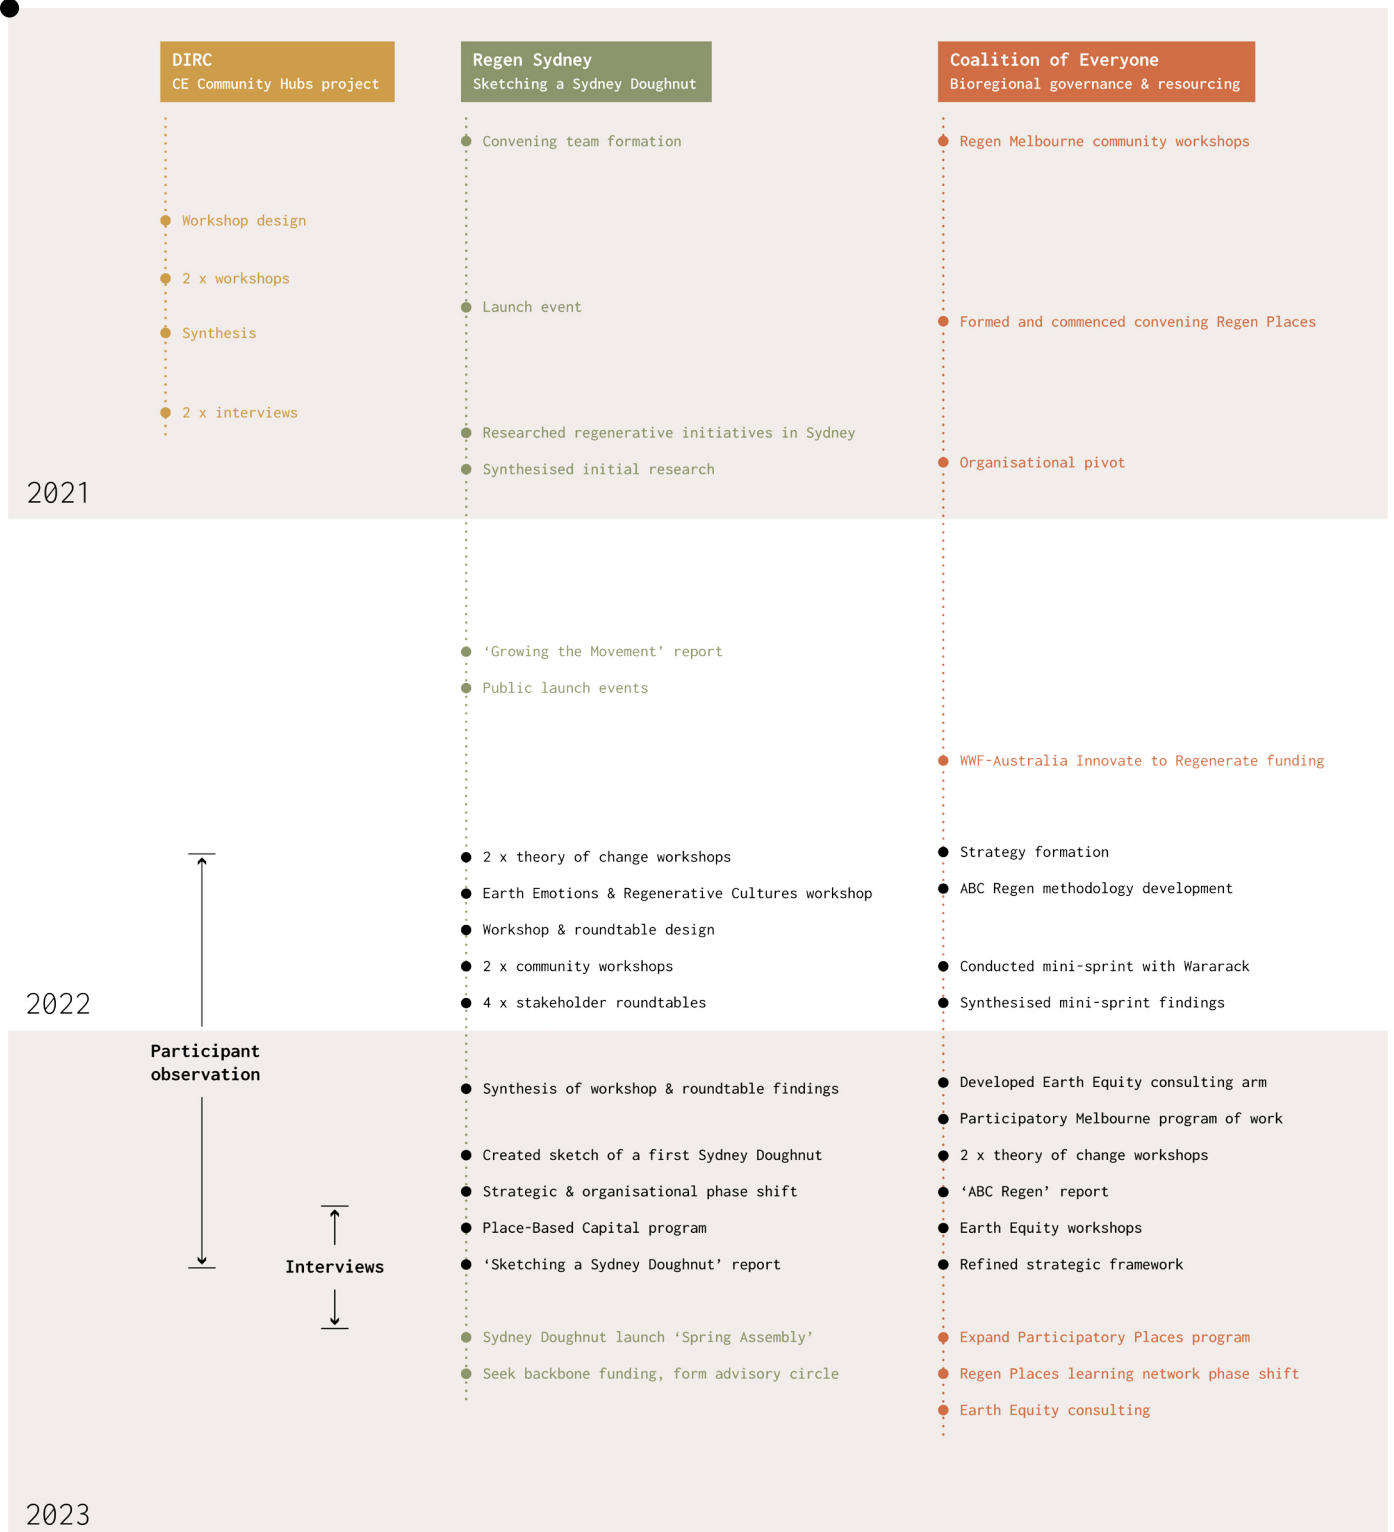 DIRC
CE Community Hubs project
Regen Sydney
Sketching a Sydney Doughnut
Coalition of Everyone
Bioregional governance & resourcing
Workshop design
2 x workshops
Synthesis
2 x interviews
Convening team formation
Launch event
Researched regenerative initiatives in Sydney
Synthesised initial research
Regen Melbourne community workshops
Formed and commenced convening Regen Places
Organisational pivot
2021
‘Growing the Movement’ report
Public launch events
2 x theory of change workshops
Earth Emotions & Regenerative Cultures workshop
Workshop & roundtable design
2 x community workshops
4 x stakeholder roundtables
WWF-Australia Innovate to Regenerate funding
Strategy formation
ABC Regen methodology development
Conducted mini-sprint with Wararack
Synthesised mini-sprint findings
2022
Participant
observation
Interviews
Synthesis of workshop & roundtable findings
Created sketch of a first Sydney Doughnut
Strategic & organisational phase shift
Place-Based Capital program
‘Sketching a Sydney Doughnut’ report
Sydney Doughnut launch ‘Spring Assembly’
Seek backbone funding, form advisory circle
Developed Earth Equity consulting arm
Participatory Melbourne program of work
2 x theory of change workshops
‘ABC Regen’ report
Earth Equity workshops
Refined strategic framework
Expand Participatory Places program
Regen Places learning network phase shift
Earth Equity consulting
2023